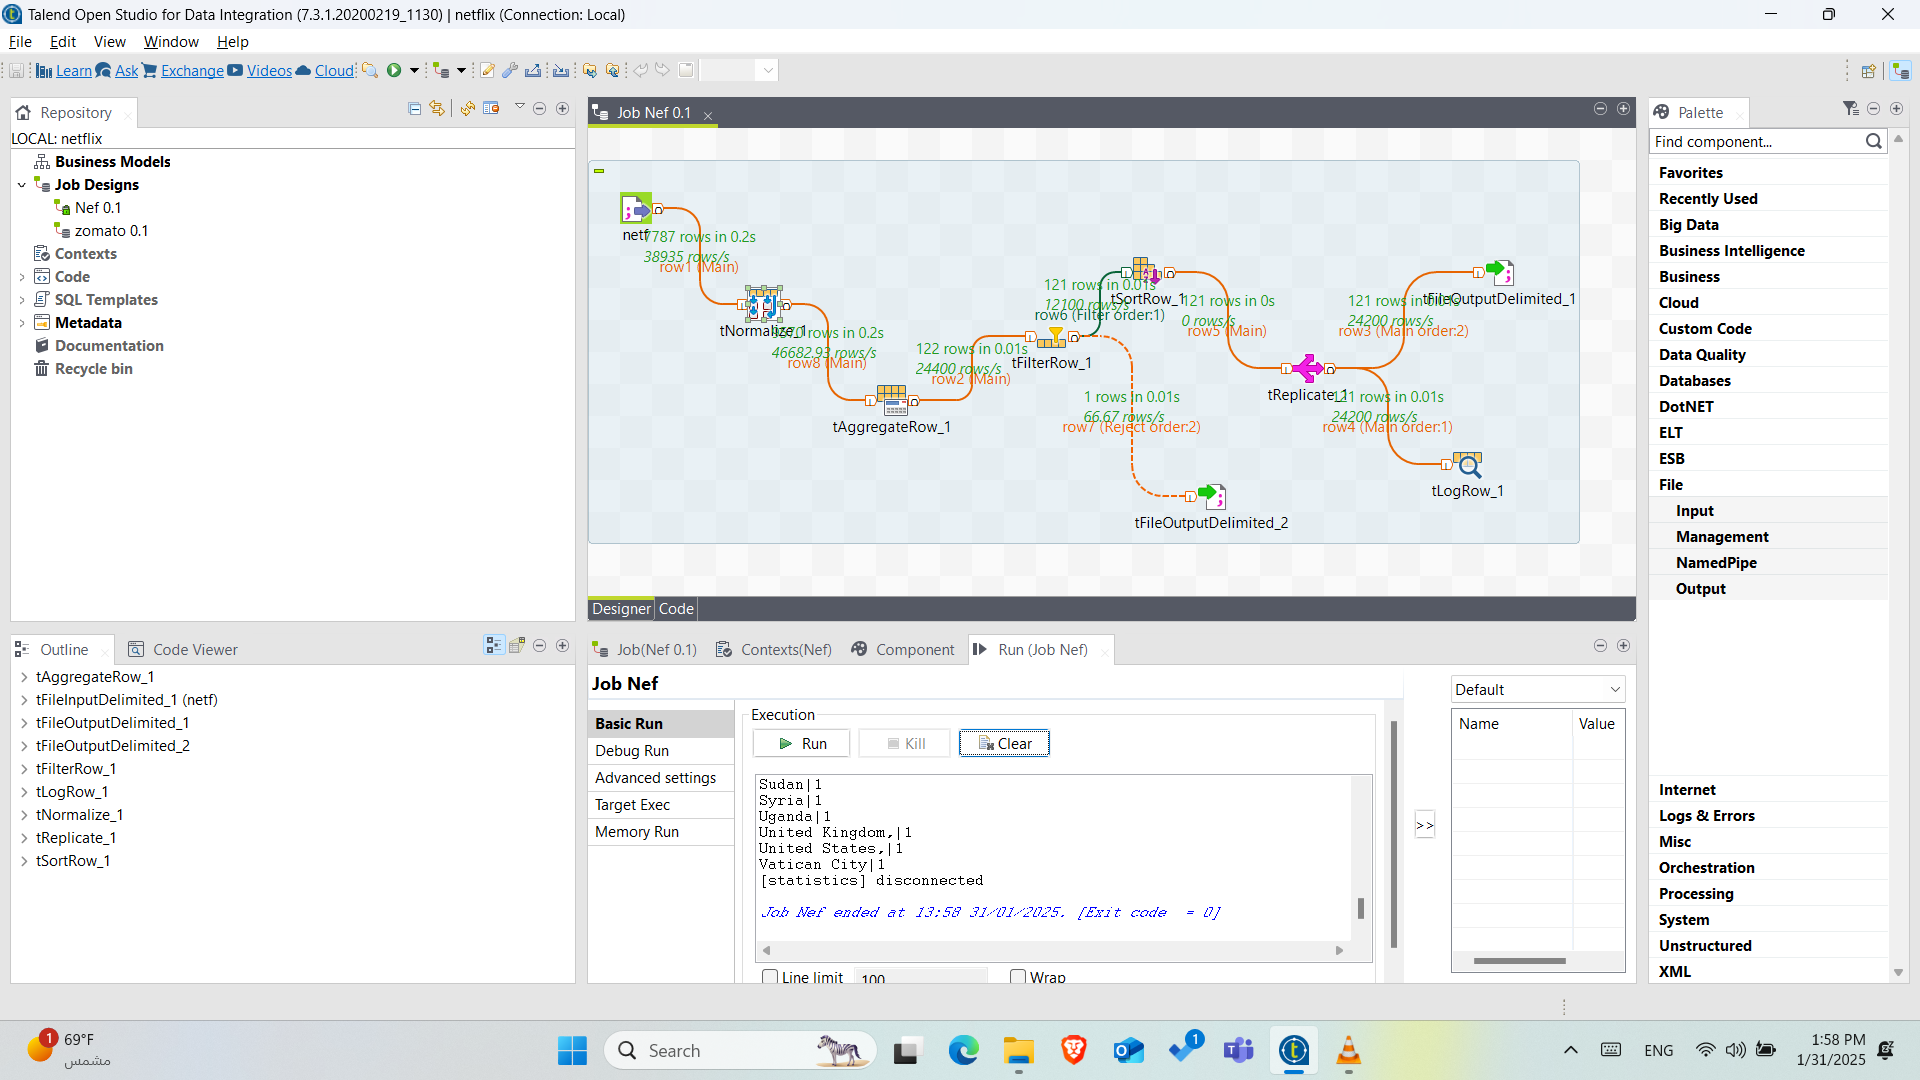 Talend Open Studio for Data Integration (7.3.1.20200219_1130) | netflix (Connection: Local)
File Edit View Window Help
Learn Ask Exchange Videos Cloud
Repository
LOCAL: netflix
Business Models
Job Designs
Nef 0.1
zomato 0.1
Contexts
Code
SQL Templates
Metadata
Documentation
Recycle bin
Job Nef 0.1
netf
7787 rows in 0.2s
38935 rows/s
row1 (Main)
tNormalize_1
rows in 0.2s
46682.93 rows/s
row8 (Main)
tAggregateRow_1
122 rows in 0.01s
24400 rows/s
row2 (Main)
tFilterRow_1
121 rows in 0.01s
12100 rows/s
row6 (Filter order:1)
tSortRow_1
121 rows in 0s
0 rows/s
row5 (Main)
1 rows in 0.01s
66.67 rows/s
row7 (Reject order:2)
tFileOutputDelimited_2
tReplicate_1
121 rows in 0.01s
24200 rows/s
row3 (Main order:2)
tFileOutputDelimited_1
121 rows in 0.01s
24200 rows/s
row4 (Main order:1)
tLogRow_1
Designer Code
Palette
Find component...
Favorites
Recently Used
Big Data
Business Intelligence
Business
Cloud
Custom Code
Data Quality
Databases
DotNET
ELT
ESB
File
Input
Management
NamedPipe
Output
Internet
Logs & Errors
Misc
Orchestration
Processing
System
Unstructured
XML
Outline Code Viewer
tAggregateRow_1
tFileInputDelimited_1 (netf)
tFileOutputDelimited_1
tFileOutputDelimited_2
tFilterRow_1
tLogRow_1
tNormalize_1
tReplicate_1
tSortRow_1
Job(Nef 0.1) Contexts(Nef) Component Run (Job Nef)
Job Nef
Basic Run
Debug Run
Advanced settings
Target Exec
Memory Run
Execution
Run Kill Clear
Sudan|1
Syria|1
Uganda|1
United Kingdom,|1
United States,|1
Vatican City|1
[statistics] disconnected
Job Nef ended at 13:58 31/01/2025. [Exit code  = 0]
Line limit 100 Wrap
>>
Default
Name Value
1
69°F
مشمس
Search
1
ENG
1:58 PM
1/31/2025